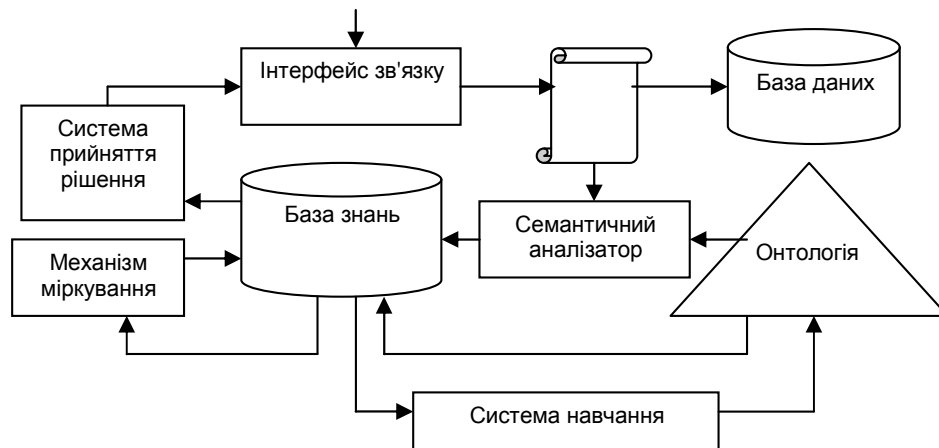 Інтерфейс зв'язку
База даних
Система
прийняття
рішення
База знань
Семантичний
аналізатор
Онтологія
Механізм
міркування
Система навчання